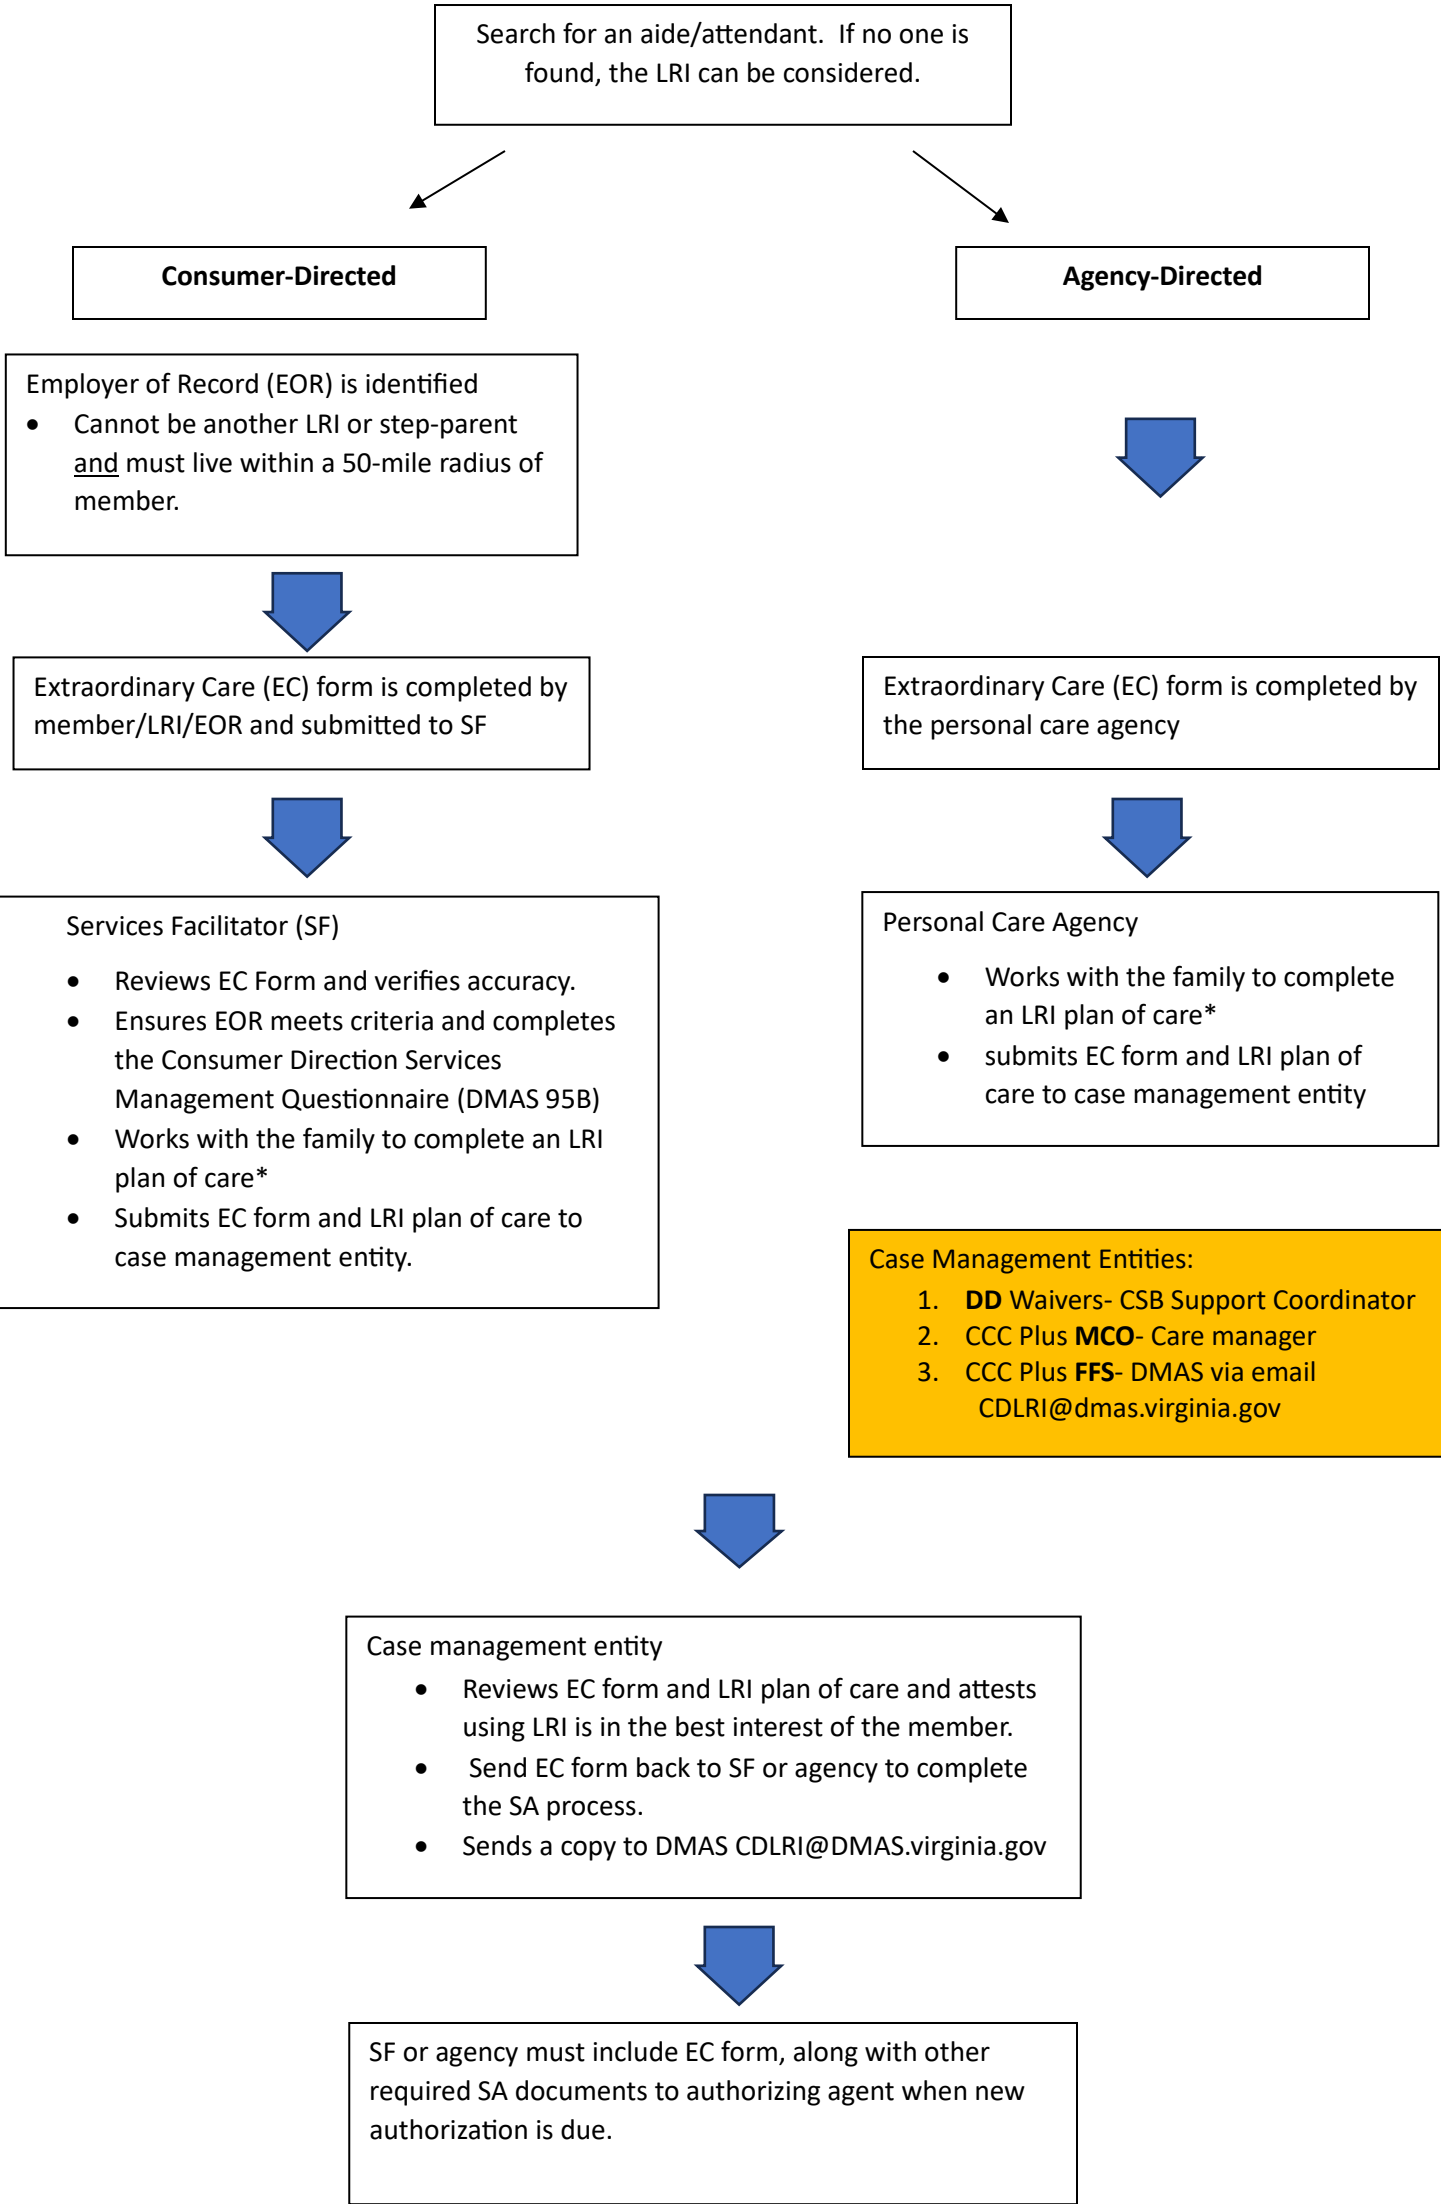 Search for an aide/attendant.  If no one is
found, the LRI can be considered.
Consumer-Directed
Agency-Directed
Employer of Record (EOR) is identified
• Cannot be another LRI or step-parent
and must live within a 50-mile radius of
member.
Extraordinary Care (EC) form is completed by
member/LRI/EOR and submitted to SF
Extraordinary Care (EC) form is completed by
the personal care agency
Services Facilitator (SF)
• Reviews EC Form and verifies accuracy.
• Ensures EOR meets criteria and completes
the Consumer Direction Services
Management Questionnaire (DMAS 95B)
• Works with the family to complete an LRI
plan of care*
• Submits EC form and LRI plan of care to
case management entity.
Personal Care Agency
• Works with the family to complete
an LRI plan of care*
• submits EC form and LRI plan of
care to case management entity
Case Management Entities:
1. DD Waivers- CSB Support Coordinator
2. CCC Plus MCO- Care manager
3. CCC Plus FFS- DMAS via email
CDLRI@dmas.virginia.gov
Case management entity
• Reviews EC form and LRI plan of care and attests
using LRI is in the best interest of the member.
• Send EC form back to SF or agency to complete
the SA process.
• Sends a copy to DMAS CDLRI@DMAS.virginia.gov
SF or agency must include EC form, along with other
required SA documents to authorizing agent when new
authorization is due.